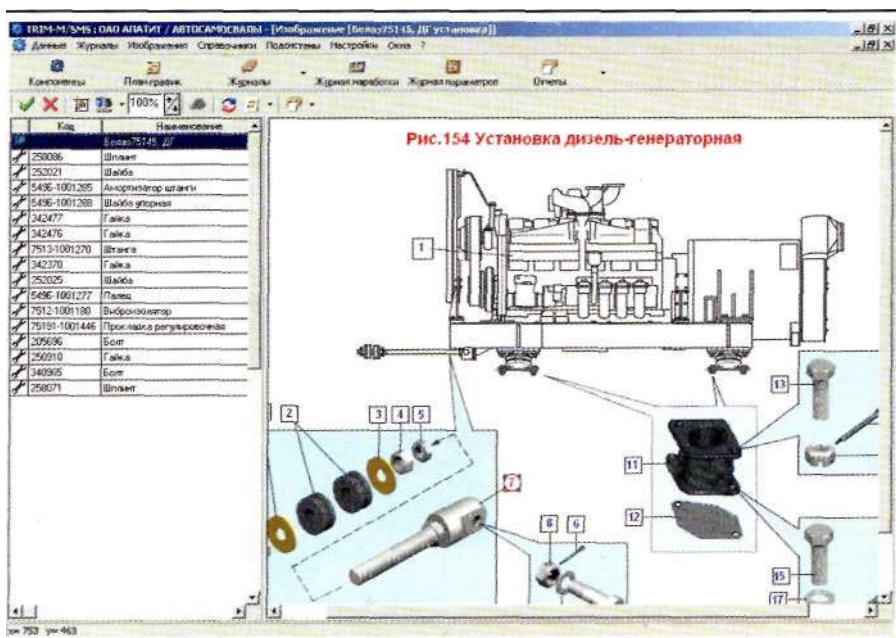 TRIM-M/SMS : ОАО АПАТИТ / АВТОСАМОСВАЛЫ - [Изображение [Белаз75145, ДГ установка]]
Данные Журналы Изображения Справочники Подсистемы Настройки Окна ?
Компоненты План-график Журналы Журнал наработки Журнал параметров Отчеты
100%
Код Наименование
Белаз75145, ДГ
258086 Шплинт
252021 Шайба
5496-1001285 Амортизатор штанги
5496-1001288 Шайба упорная
342477 Гайка
342476 Гайка
7513-1001270 Штанга
342370 Гайка
252025 Шайба
5496-1001277 Палец
7512-1001180 Виброизолятор
75191-1001446 Прокладка регулировочная
205696 Болт
250910 Гайка
340965 Болт
258071 Шплинт
Рис.154 Установка дизель-генераторная
1
13
2 3 4 5
11
7
12
8 6
15
17
x= 753 y= 463